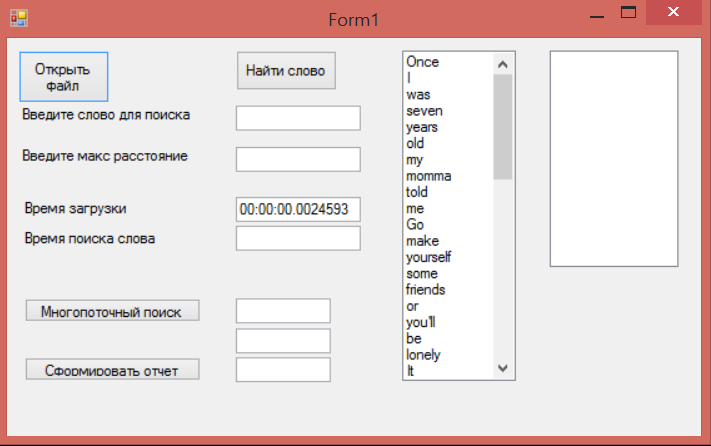 Form1
Открыть
файл
Найти слово
Введите слово для поиска
Введите макс расстояние
Время загрузки
00:00:00.0024593
Время поиска слова
Многопоточный поиск
Сформировать отчет
Once
I
was
seven
years
old
my
momma
told
me
Go
make
yourself
some
friends
or
you'll
be
lonely
It